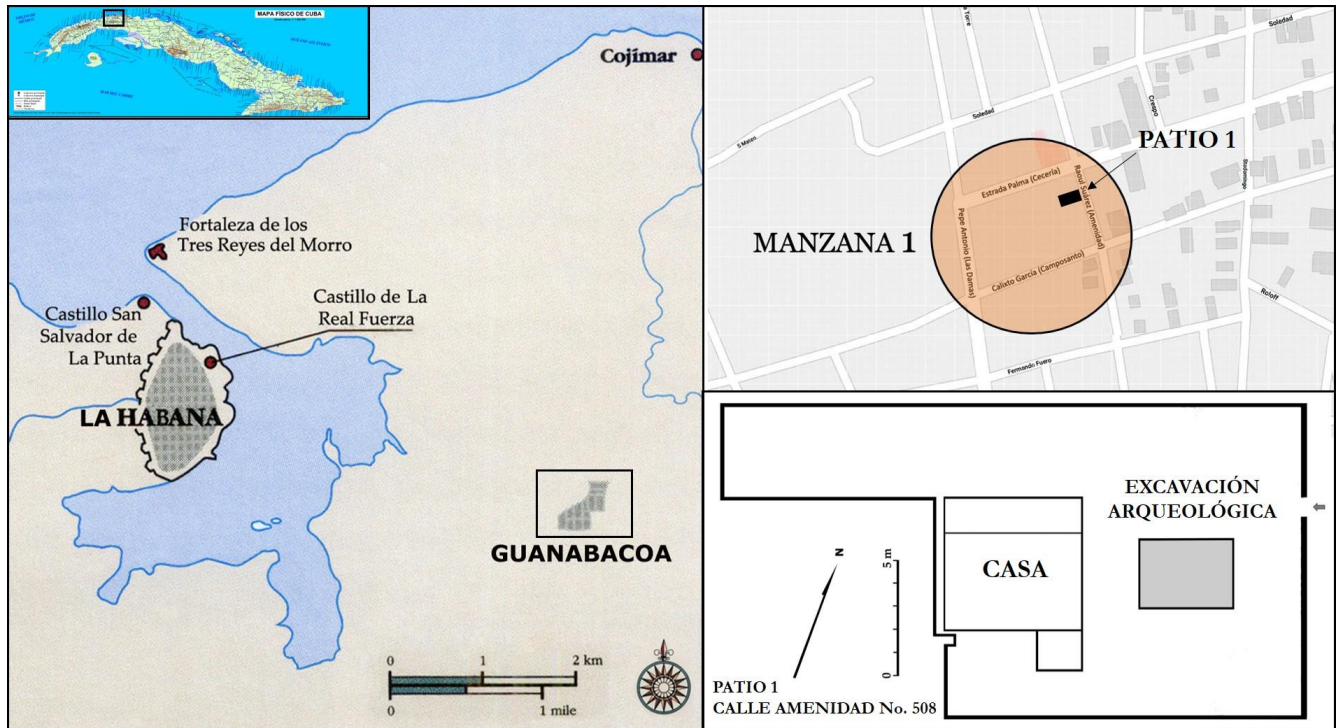 MAPA FÍSICO DE CUBA
Cojímar
Fortaleza de los
Tres Reyes del Morro
Castillo San
Salvador de
La Punta
Castillo de La
Real Fuerza
LA HABANA
GUANABACOA
0 1 2 km
0 1 mile
Soledad
Soledad
Crespo
PATIO 1
Estrada Palma (Cecería)
Raoul Suárez (Amenidad)
Pepe Antonio (Las Damas)
MANZANA 1
Calixto García (Camposanto)
Roloff
Fernando Fuero
EXCAVACIÓN
ARQUEOLÓGICA
N
5 m
0
CASA
PATIO 1
CALLE AMENIDAD No. 508